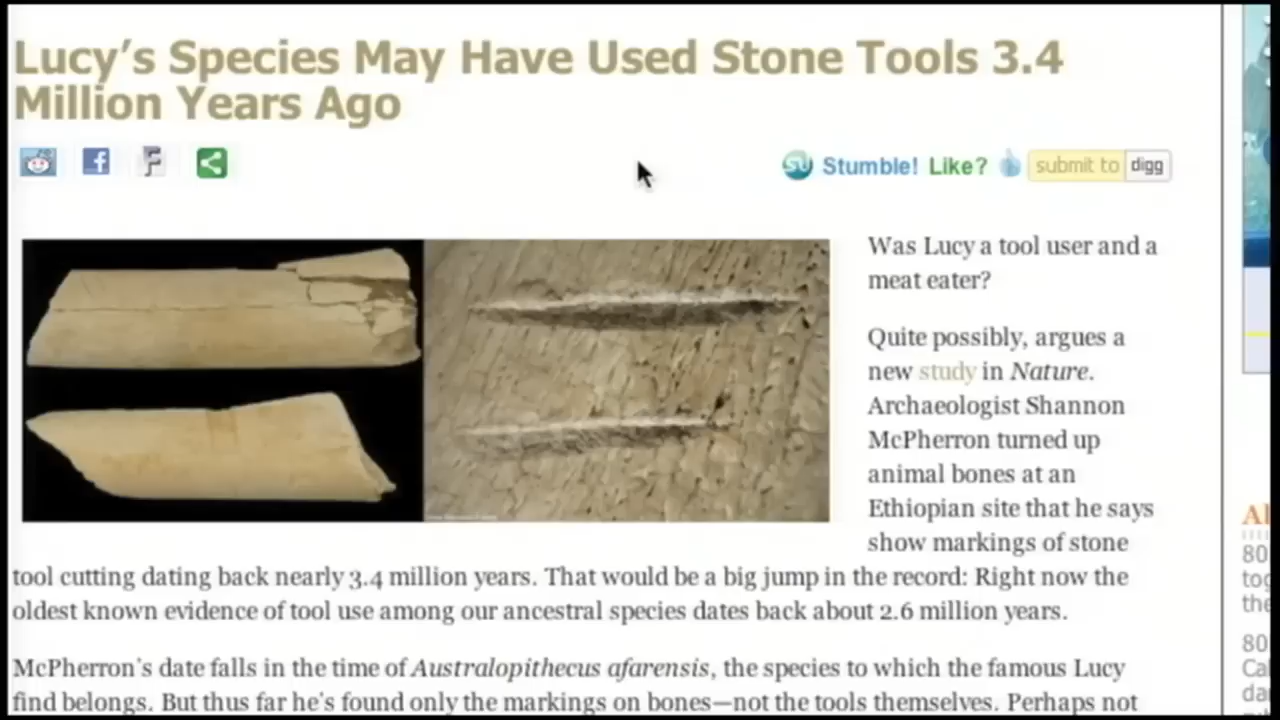 Lucy's Species May Have Used Stone Tools 3.4
Million Years Ago
Stumble! Like? submit to digg
Was Lucy a tool user and a
meat eater?
Quite possibly, argues a
new study in Nature.
Archaeologist Shannon
McPherron turned up
animal bones at an
Ethiopian site that he says
show markings of stone
tool cutting dating back nearly 3.4 million years. That would be a big jump in the record: Right now the
oldest known evidence of tool use among our ancestral species dates back about 2.6 million years.
McPherron's date falls in the time of Australopithecus afarensis, the species to which the famous Lucy
find belongs. But thus far he's found only the markings on bones—not the tools themselves. Perhaps not
80
the
80